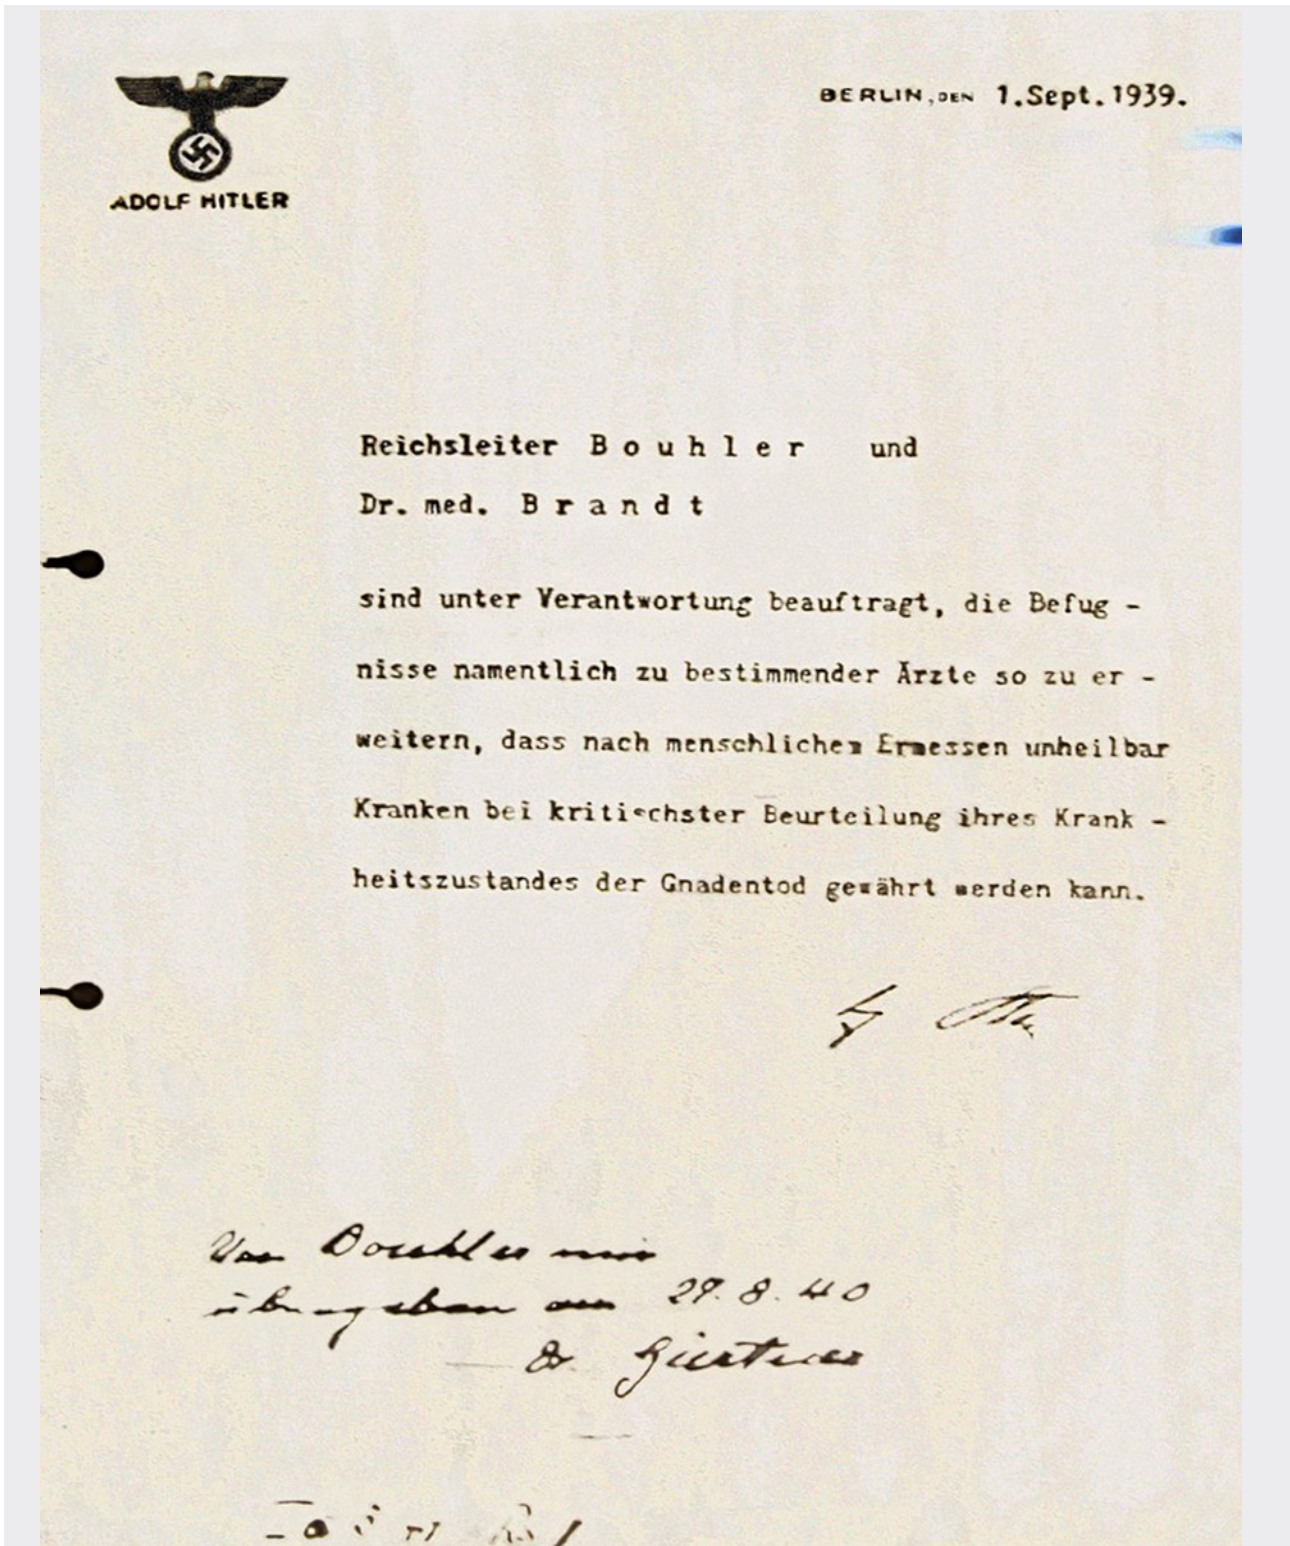 BERLIN, DEN 1.Sept.1939.
ADOLF HITLER
Reichsleiter B o u h l e r und
Dr. med. B r a n d t
sind unter Verantwortung beauftragt, die Befug -
nisse namentlich zu bestimmender Ärzte so zu er -
weitern, dass nach menschlichem Ermessen unheilbar
Kranken bei kritischster Beurteilung ihres Krank -
heitszustandes der Gnadentod gewährt werden kann.
Von Bouhler mir
übergeben am 27.8.40
Dr. Gürtner